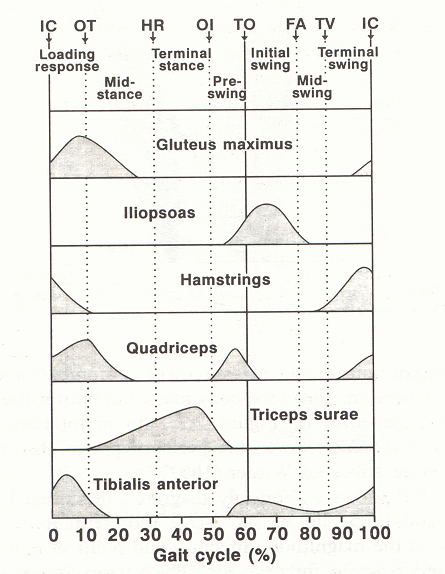 IC OT HR OI TO FA TV IC
Loading response
Mid-stance
Terminal stance
Pre-swing
Initial swing
Mid-swing
Terminal swing
Gluteus maximus
Iliopsoas
Hamstrings
Quadriceps
Triceps surae
Tibialis anterior
0 10 20 30 40 50 60 70 80 90 100
Gait cycle (%)